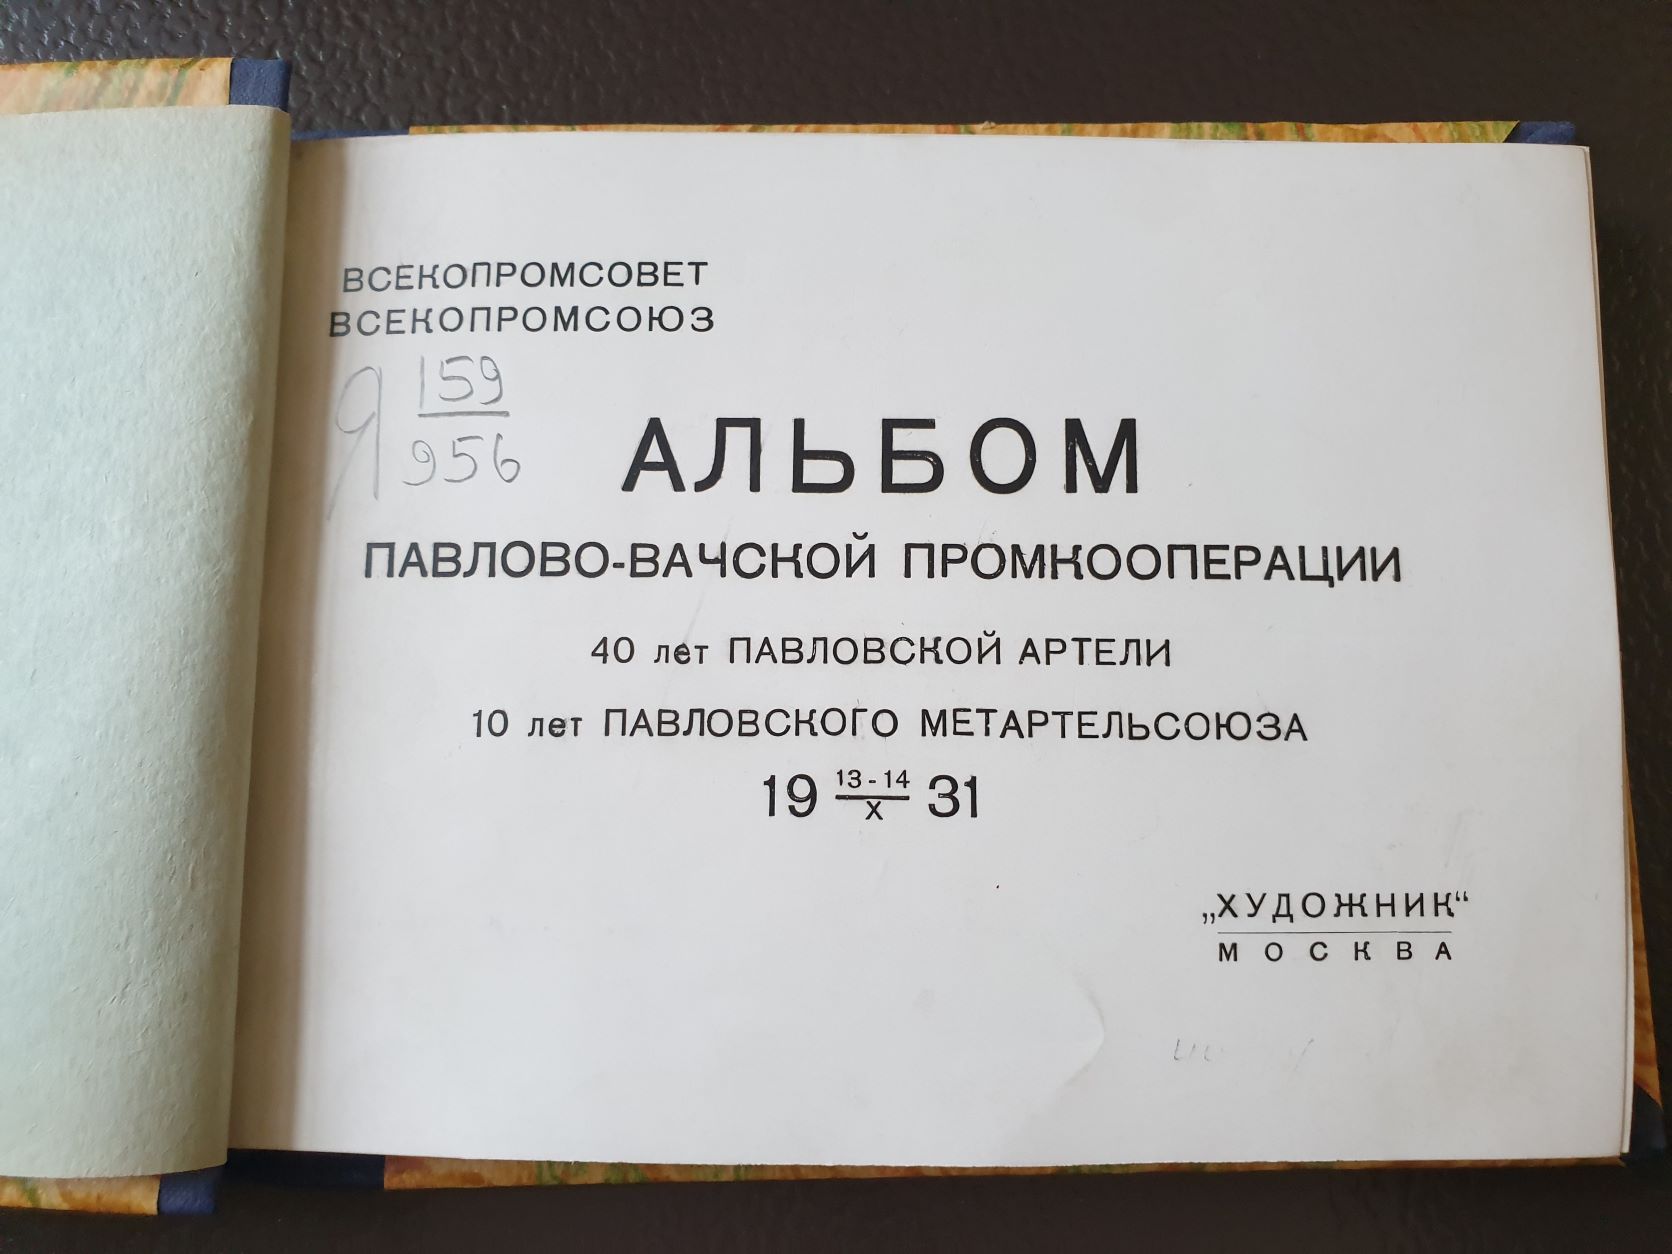 ВСЕКОПРОМСОВЕТ
ВСЕКОПРОМСОЮЗ
Я 159
956
АЛЬБОМ
ПАВЛОВО-ВАЧСКОЙ ПРОМКООПЕРАЦИИ
40 лет ПАВЛОВСКОЙ АРТЕЛИ
10 лет ПАВЛОВСКОГО МЕТАРТЕЛЬСОЮЗА
19 13-14/X 31
„ХУДОЖНИК“
МОСКВА